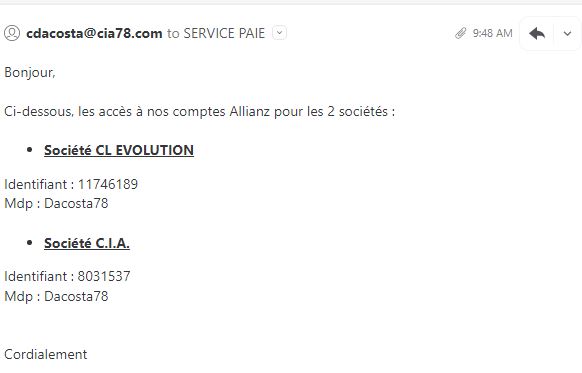 cdacosta@cia78.com to SERVICE PAIE 9:48 AM
Bonjour,
Ci-dessous, les accès à nos comptes Allianz pour les 2 sociétés :
• Société CL EVOLUTION
Identifiant : 11746189
Mdp : Dacosta78
• Société C.I.A.
Identifiant : 8031537
Mdp : Dacosta78
Cordialement